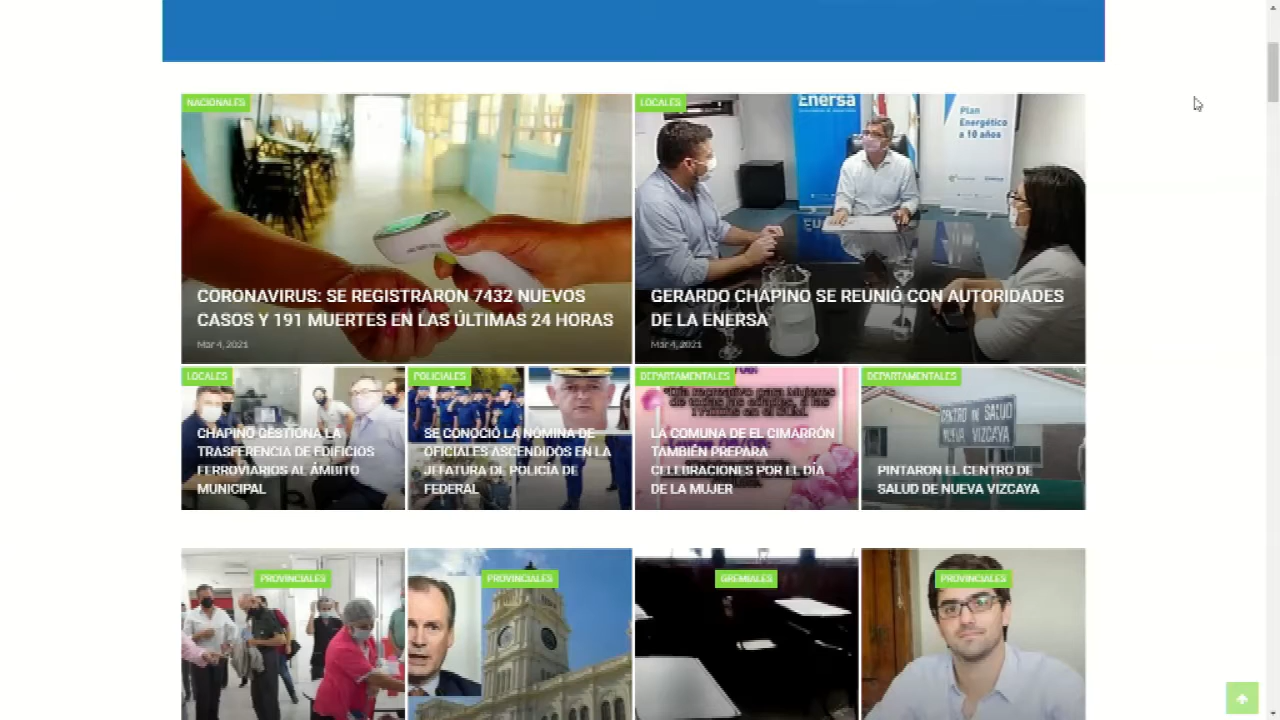 NACIONALES
CORONAVIRUS: SE REGISTRARON 7432 NUEVOS
CASOS Y 191 MUERTES EN LAS ÚLTIMAS 24 HORAS
Mar 4, 2021
LOCALES
Enersa
Plan
Energético
a 10 años
GERARDO CHAPINO SE REUNIÓ CON AUTORIDADES
DE LA ENERSA
Mar 4, 2021
LOCALES
CHAPINO GESTIONA LA
TRASFERENCIA DE EDIFICIOS
FERROVIARIOS AL ÁMBITO
MUNICIPAL
POLICIALES
SE CONOCIÓ LA NÓMINA DE
OFICIALES ASCENDIDOS EN LA
JEFATURA DE POLICÍA DE
FEDERAL
DEPARTAMENTALES
LA COMUNA DE EL CIMARRÓN
TAMBIÉN PREPARA
CELEBRACIONES POR EL DÍA
DE LA MUJER
DEPARTAMENTALES
CENTRO DE SALUD
NUEVA VIZCAYA
PINTARON EL CENTRO DE
SALUD DE NUEVA VIZCAYA
PROVINCIALES
PROVINCIALES
GREMIALES
PROVINCIALES